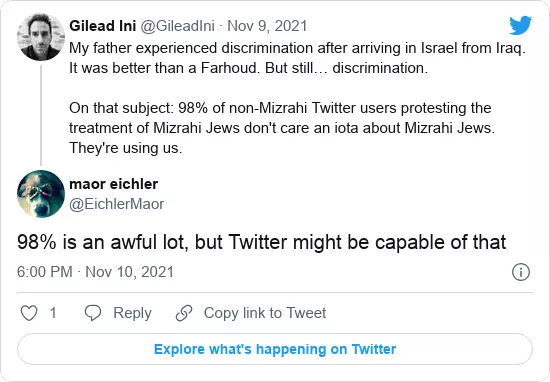 Gilead Ini @GileadIni · Nov 9, 2021
My father experienced discrimination after arriving in Israel from Iraq.
It was better than a Farhoud. But still… discrimination.
On that subject: 98% of non-Mizrahi Twitter users protesting the
treatment of Mizrahi Jews don't care an iota about Mizrahi Jews.
They're using us.
maor eichler
@EichlerMaor
98% is an awful lot, but Twitter might be capable of that
6:00 PM · Nov 10, 2021
1 Reply Copy link to Tweet
Explore what's happening on Twitter